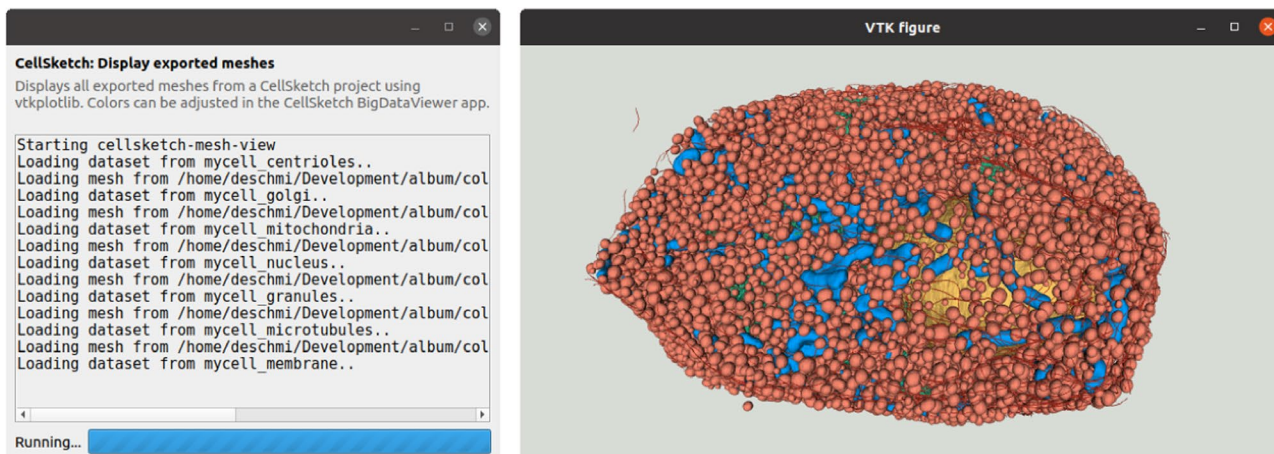 CellSketch: Display exported meshes
Displays all exported meshes from a CellSketch project using
vtkplotlib. Colors can be adjusted in the CellSketch BigDataViewer app.
Starting cellsketch-mesh-view
Loading dataset from mycell_centrioles..
Loading mesh from /home/deschmi/Development/album/col
Loading dataset from mycell_golgi..
Loading mesh from /home/deschmi/Development/album/col
Loading dataset from mycell_mitochondria..
Loading mesh from /home/deschmi/Development/album/col
Loading dataset from mycell_nucleus..
Loading mesh from /home/deschmi/Development/album/col
Loading dataset from mycell_granules..
Loading mesh from /home/deschmi/Development/album/col
Loading dataset from mycell_microtubules..
Loading mesh from /home/deschmi/Development/album/col
Loading dataset from mycell_membrane..
Running...
VTK figure